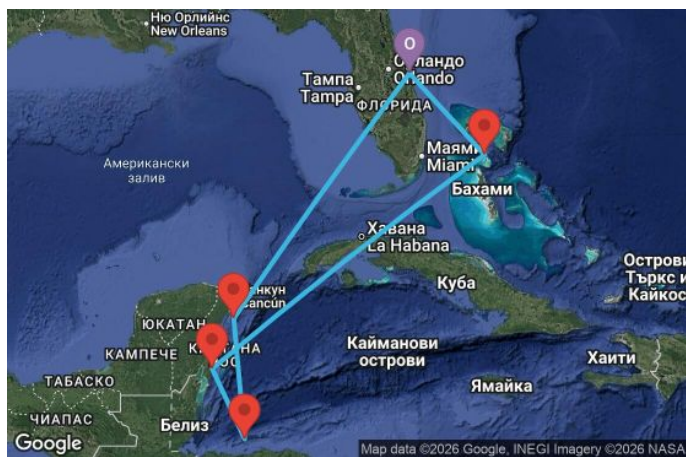 Ню Орлийнс
New Orleans
O
Орландо
Orlando
Тампа
Tampa
ФЛОРИДА
Маями
Miami
Американски
залив
Бахами
Хавана
La Habana
Острови
Търкс и
Кайкос
Cancún
Куба
ЮКАТАН
КАМПЕЧЕ
Кайманови
острови
Хаити
ТАБАСКО
Ямайка
ЧИАПАС
Белиз
Google
Map data ©2026 Google, INEGI Imagery ©2026 NASA